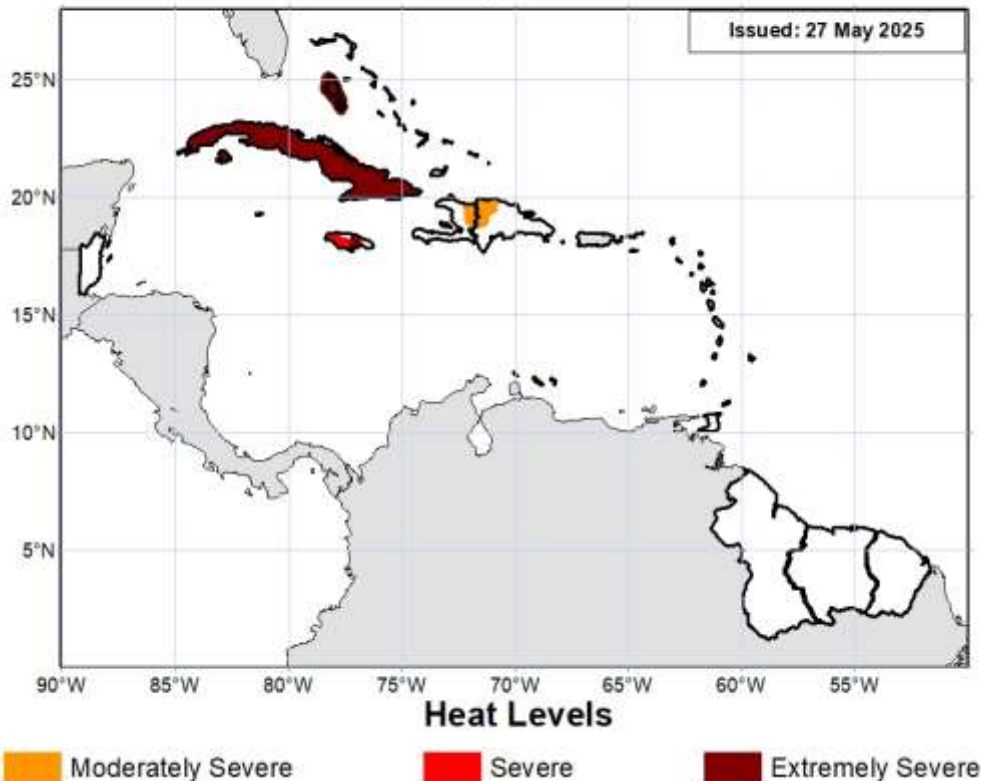 Issued: 27 May 2025
25°N
20°N
15°N
10°N
5°N
90°W 85°W 80°W 75°W 70°W 65°W 60°W 55°W
Heat Levels
Moderately Severe Severe Extremely Severe